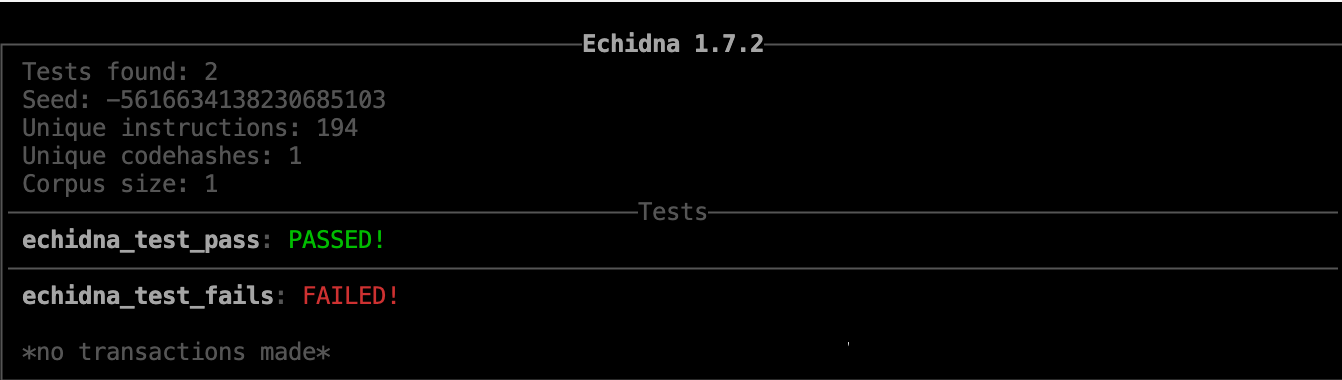 Echidna 1.7.2
Tests found: 2
Seed: -5616634138230685103
Unique instructions: 194
Unique codehashes: 1
Corpus size: 1
Tests
echidna_test_pass: PASSED!
echidna_test_fails: FAILED!
*no transactions made*